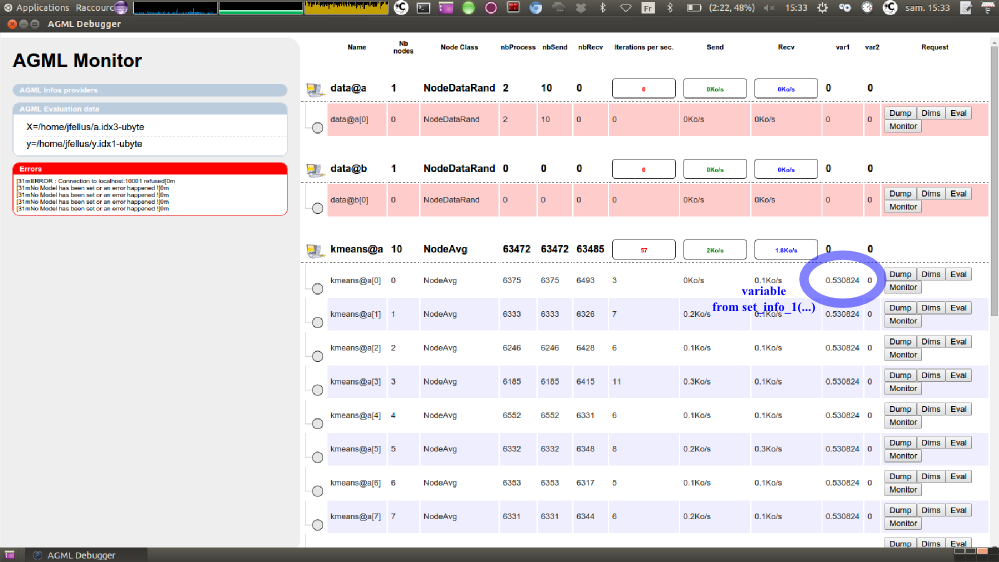 Applications Raccourc
Fr
(2:22, 48%)
15:33
sam. 15:33
AGML Debugger
AGML Monitor
AGML Infos providers
AGML Evaluation data
X=/home/jfellus/a.idx3-ubyte
y=/home/jfellus/y.idx1-ubyte
Errors
[31mERROR : Connection to localhost:10001 refused[0m
[31mNo Model has been set or an error happened ![0m
[31mNo Model has been set or an error happened ![0m
[31mNo Model has been set or an error happened ![0m
[31mNo Model has been set or an error happened ![0m
Name Nb nodes Node Class nbProcess nbSend nbRecv Iterations per sec. Send Recv var1 var2 Request
data@a 1 NodeDataRand 2 10 0 0 0Ko/s 0Ko/s 0 0
data@a[0] 0 NodeDataRand 2 10 0 0 0Ko/s 0Ko/s 0 0 Dump Dims Eval
Monitor
data@b 1 NodeDataRand 0 0 0 0 0Ko/s 0Ko/s 0 0
data@b[0] 0 NodeDataRand 0 0 0 0 0Ko/s 0Ko/s 0 0 Dump Dims Eval
Monitor
kmeans@a 10 NodeAvg 63472 63472 63485 57 2Ko/s 1.8Ko/s 0 0
kmeans@a[0] 0 NodeAvg 6375 6375 6493 3 0Ko/s 0.1Ko/s 0.530824 0 Dump Dims Eval
Monitor
variable
from set_info_1(...)
kmeans@a[1] 1 NodeAvg 6333 6333 6326 7 0.2Ko/s 0.1Ko/s 0.530824 0 Dump Dims Eval
Monitor
kmeans@a[2] 2 NodeAvg 6246 6246 6428 6 0.1Ko/s 0.1Ko/s 0.530824 0 Dump Dims Eval
Monitor
kmeans@a[3] 3 NodeAvg 6185 6185 6415 11 0.3Ko/s 0.1Ko/s 0.530824 0 Dump Dims Eval
Monitor
kmeans@a[4] 4 NodeAvg 6552 6552 6331 6 0.1Ko/s 0.1Ko/s 0.530824 0 Dump Dims Eval
Monitor
kmeans@a[5] 5 NodeAvg 6332 6332 6348 8 0.2Ko/s 0.3Ko/s 0.530824 0 Dump Dims Eval
Monitor
kmeans@a[6] 6 NodeAvg 6353 6353 6317 5 0.1Ko/s 0.1Ko/s 0.530824 0 Dump Dims Eval
Monitor
kmeans@a[7] 7 NodeAvg 6331 6331 6344 6 0.2Ko/s 0.1Ko/s 0.530824 0 Dump Dims Eval
Monitor
Dump Dims Eval
AGML Debugger